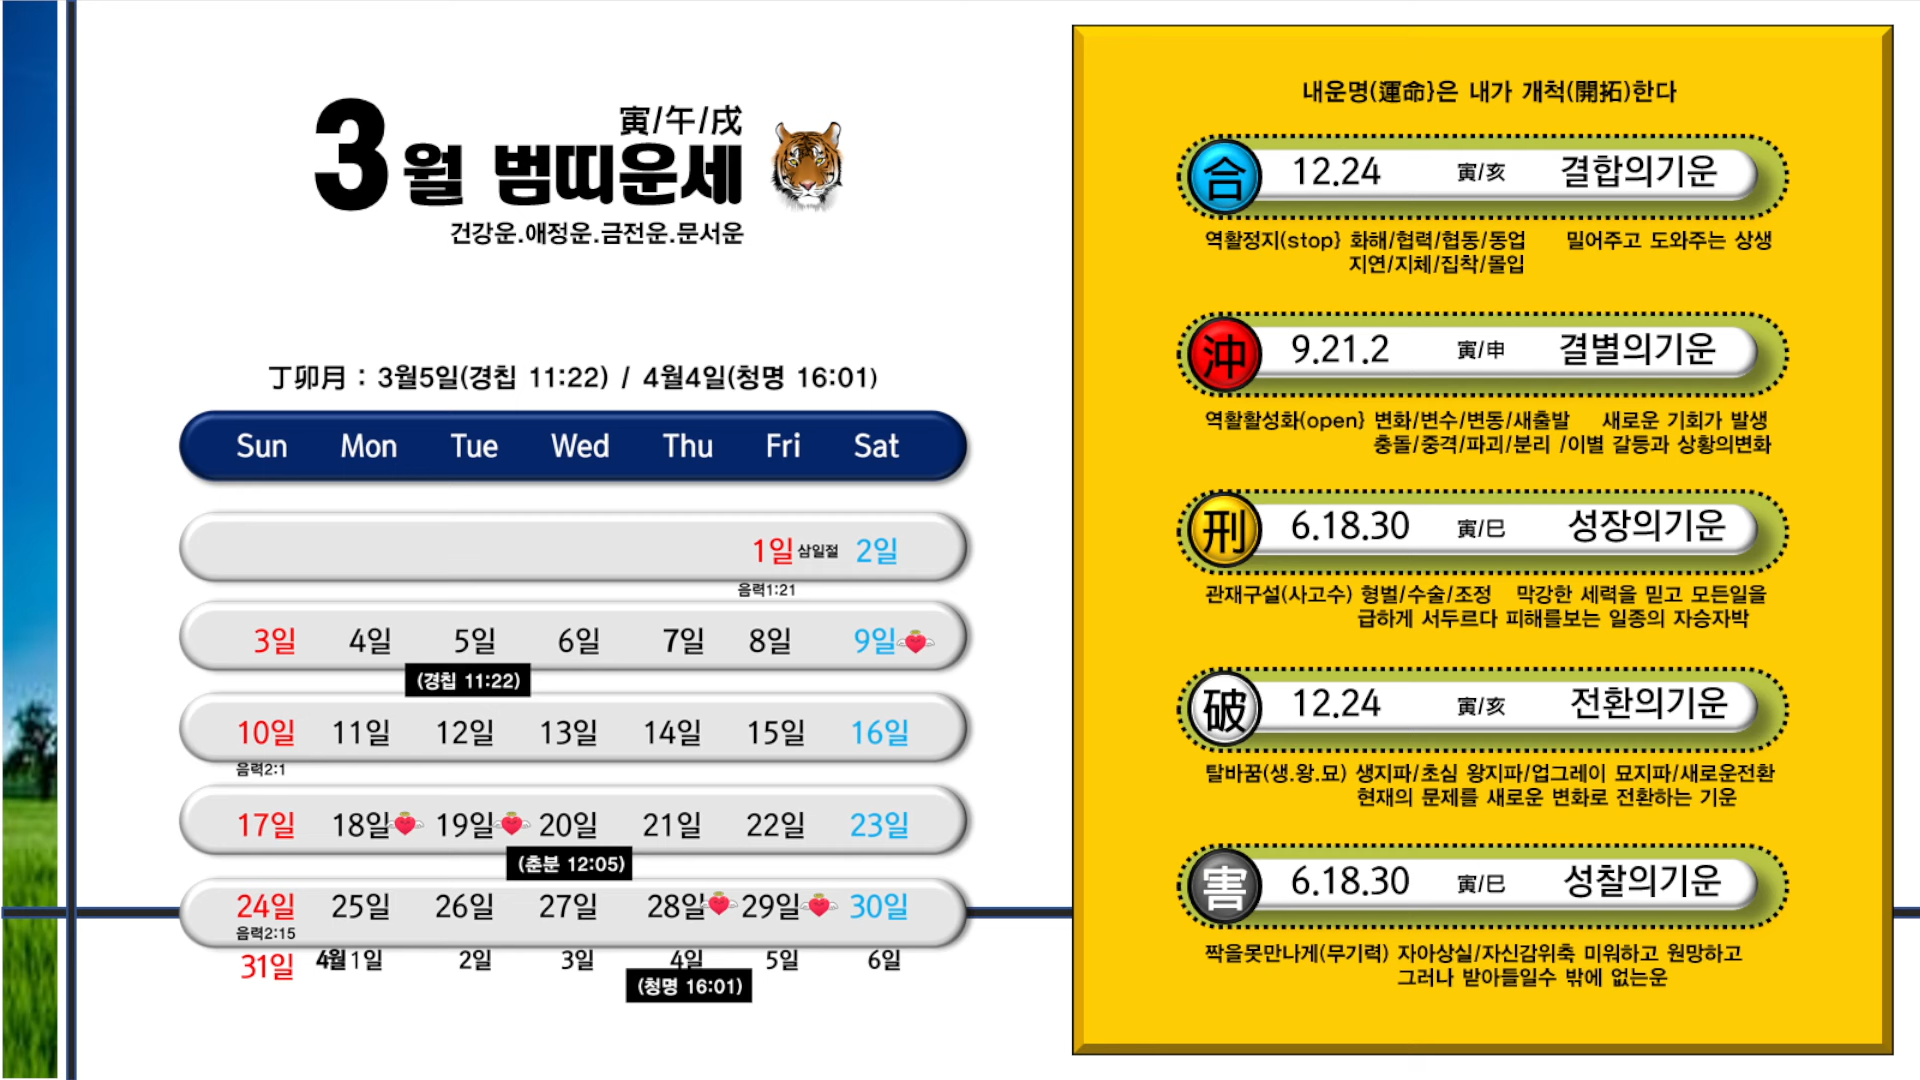 寅/午/戌
3월 범띠운세
건강운.애정운.금전운.문서운
丁卯月 : 3월5일(경칩 11:22) / 4월4일(청명 16:01)
Sun Mon Tue Wed Thu Fri Sat
1일 삼일절 2일
음력1:21
3일 4일 5일 6일 7일 8일 9일
(경칩 11:22)
10일 11일 12일 13일 14일 15일 16일
음력2:1
17일 18일 19일 20일 21일 22일 23일
(춘분 12:05)
24일 25일 26일 27일 28일 29일 30일
음력2:15
31일 4월1일 2일 3일 4일 5일 6일
(청명 16:01)
내운명(運命}은 내가 개척(開拓)한다
合 12.24 寅/亥 결합의기운
역활정지(stop} 화해/협력/협동/동업 밀어주고 도와주는 상생
지연/지체/집착/몰입
沖 9.21.2 寅/申 결별의기운
역활활성화(open} 변화/변수/변동/새출발 새로운 기회가 발생
충돌/중격/파괴/분리 /이별 갈등과 상황의변화
刑 6.18.30 寅/巳 성장의기운
관재구설(사고수) 형벌/수술/조정 막강한 세력을 믿고 모든일을
급하게 서두르다 피해를보는 일종의 자승자박
破 12.24 寅/亥 전환의기운
탈바꿈(생.왕.묘) 생지파/초심 왕지파/업그레이 묘지파/새로운전환
현재의 문제를 새로운 변화로 전환하는 기운
害 6.18.30 寅/巳 성찰의기운
짝을못만나게(무기력) 자아상실/자신감위축 미워하고 원망하고
그러나 받아들일수 밖에 없는운